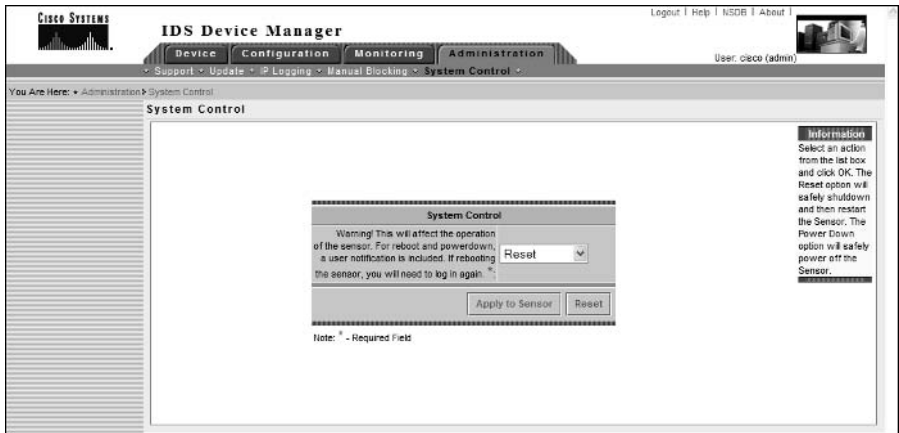 CISCO SYSTEMS
Logout | Help | NSDB | About |
IDS Device Manager
Device Configuration Monitoring Administration
User: cisco (admin)
Support Update IP Logging Manual Blocking System Control
You Are Here: • Administration System Control
System Control
Information
Select an action
from the list box
and click OK. The
Reset option will
safely shutdown
and then restart
the Sensor. The
Power Down
option will safely
power off the
Sensor.
System Control
Warning! This will affect the operation
of the sensor. For reboot and powerdown,
a user notification is included. If rebooting
the sensor, you will need to log in again. *:
Reset
Apply to Sensor Reset
Note: * - Required Field